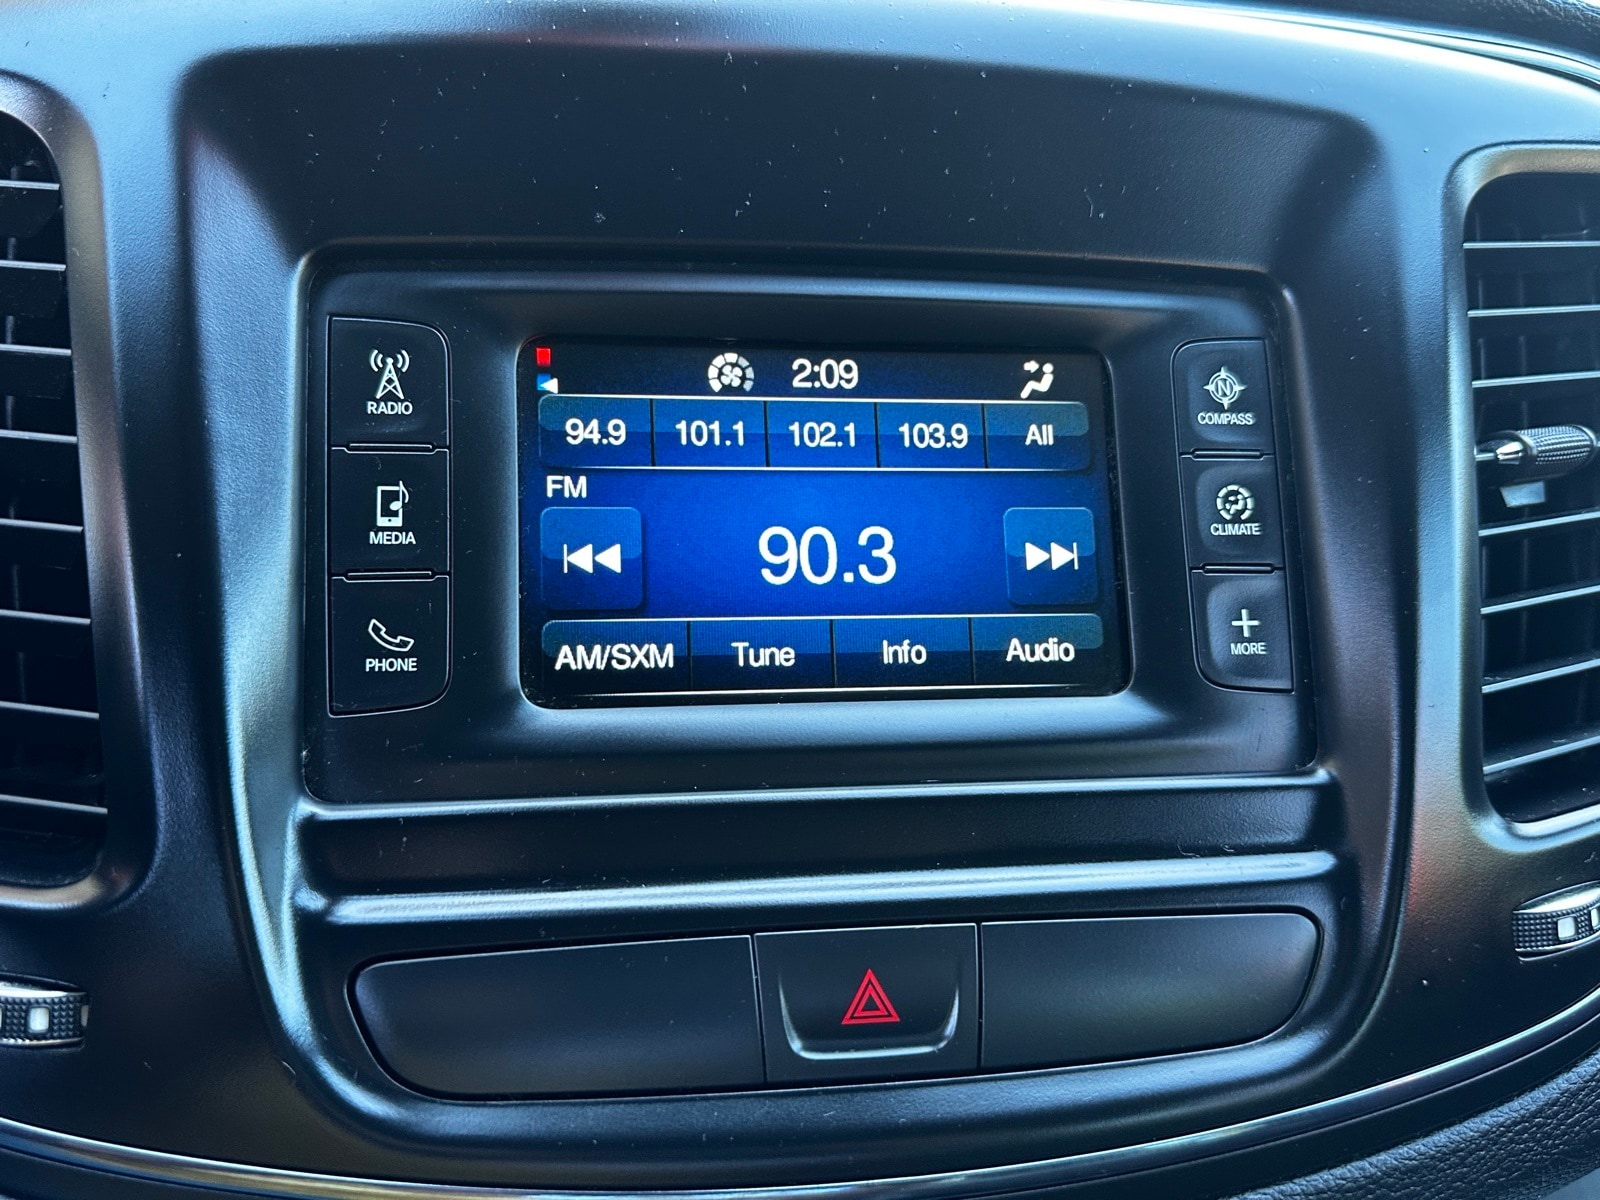 2:09
94.9 101.1 102.1 103.9 All
FM
90.3
AM/SXM Tune Info Audio
RADIO
MEDIA
PHONE
N
COMPASS
CLIMATE
MORE